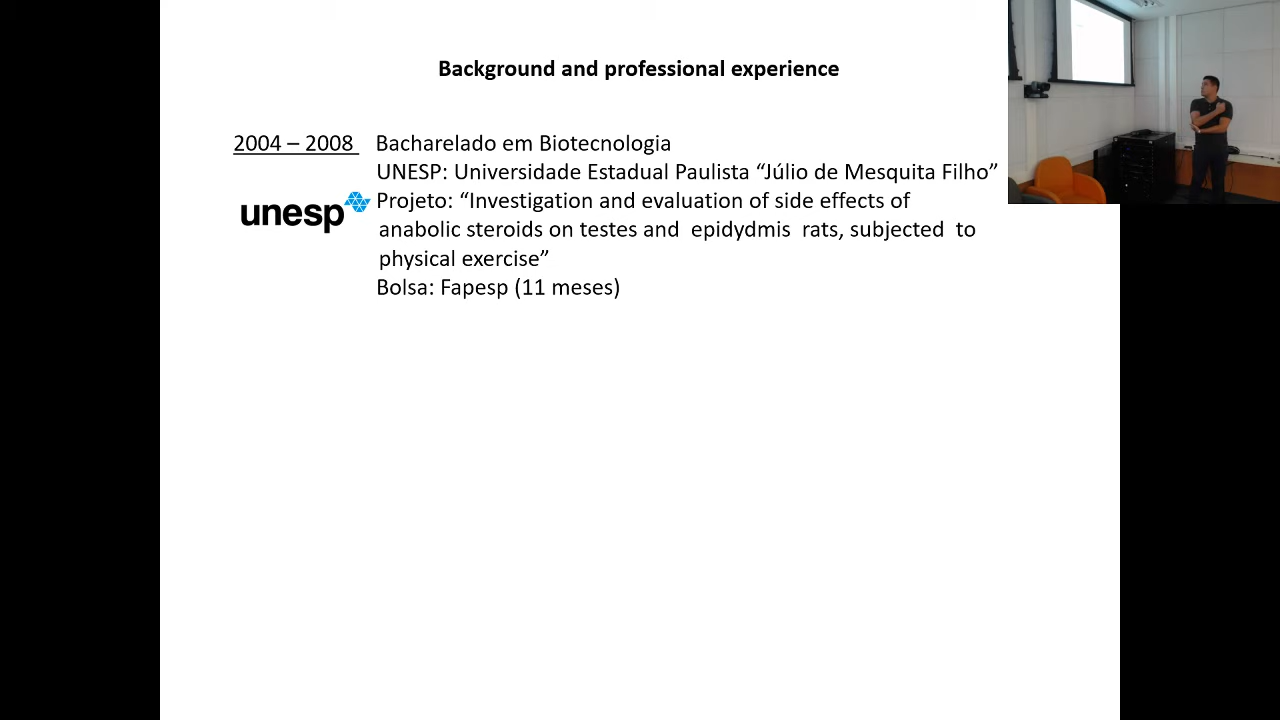 Background and professional experience
2004 – 2008 Bacharelado em Biotecnologia
UNESP: Universidade Estadual Paulista “Júlio de Mesquita Filho”
unesp
Projeto: “Investigation and evaluation of side effects of
anabolic steroids on testes and epidydmis rats, subjected to
physical exercise”
Bolsa: Fapesp (11 meses)